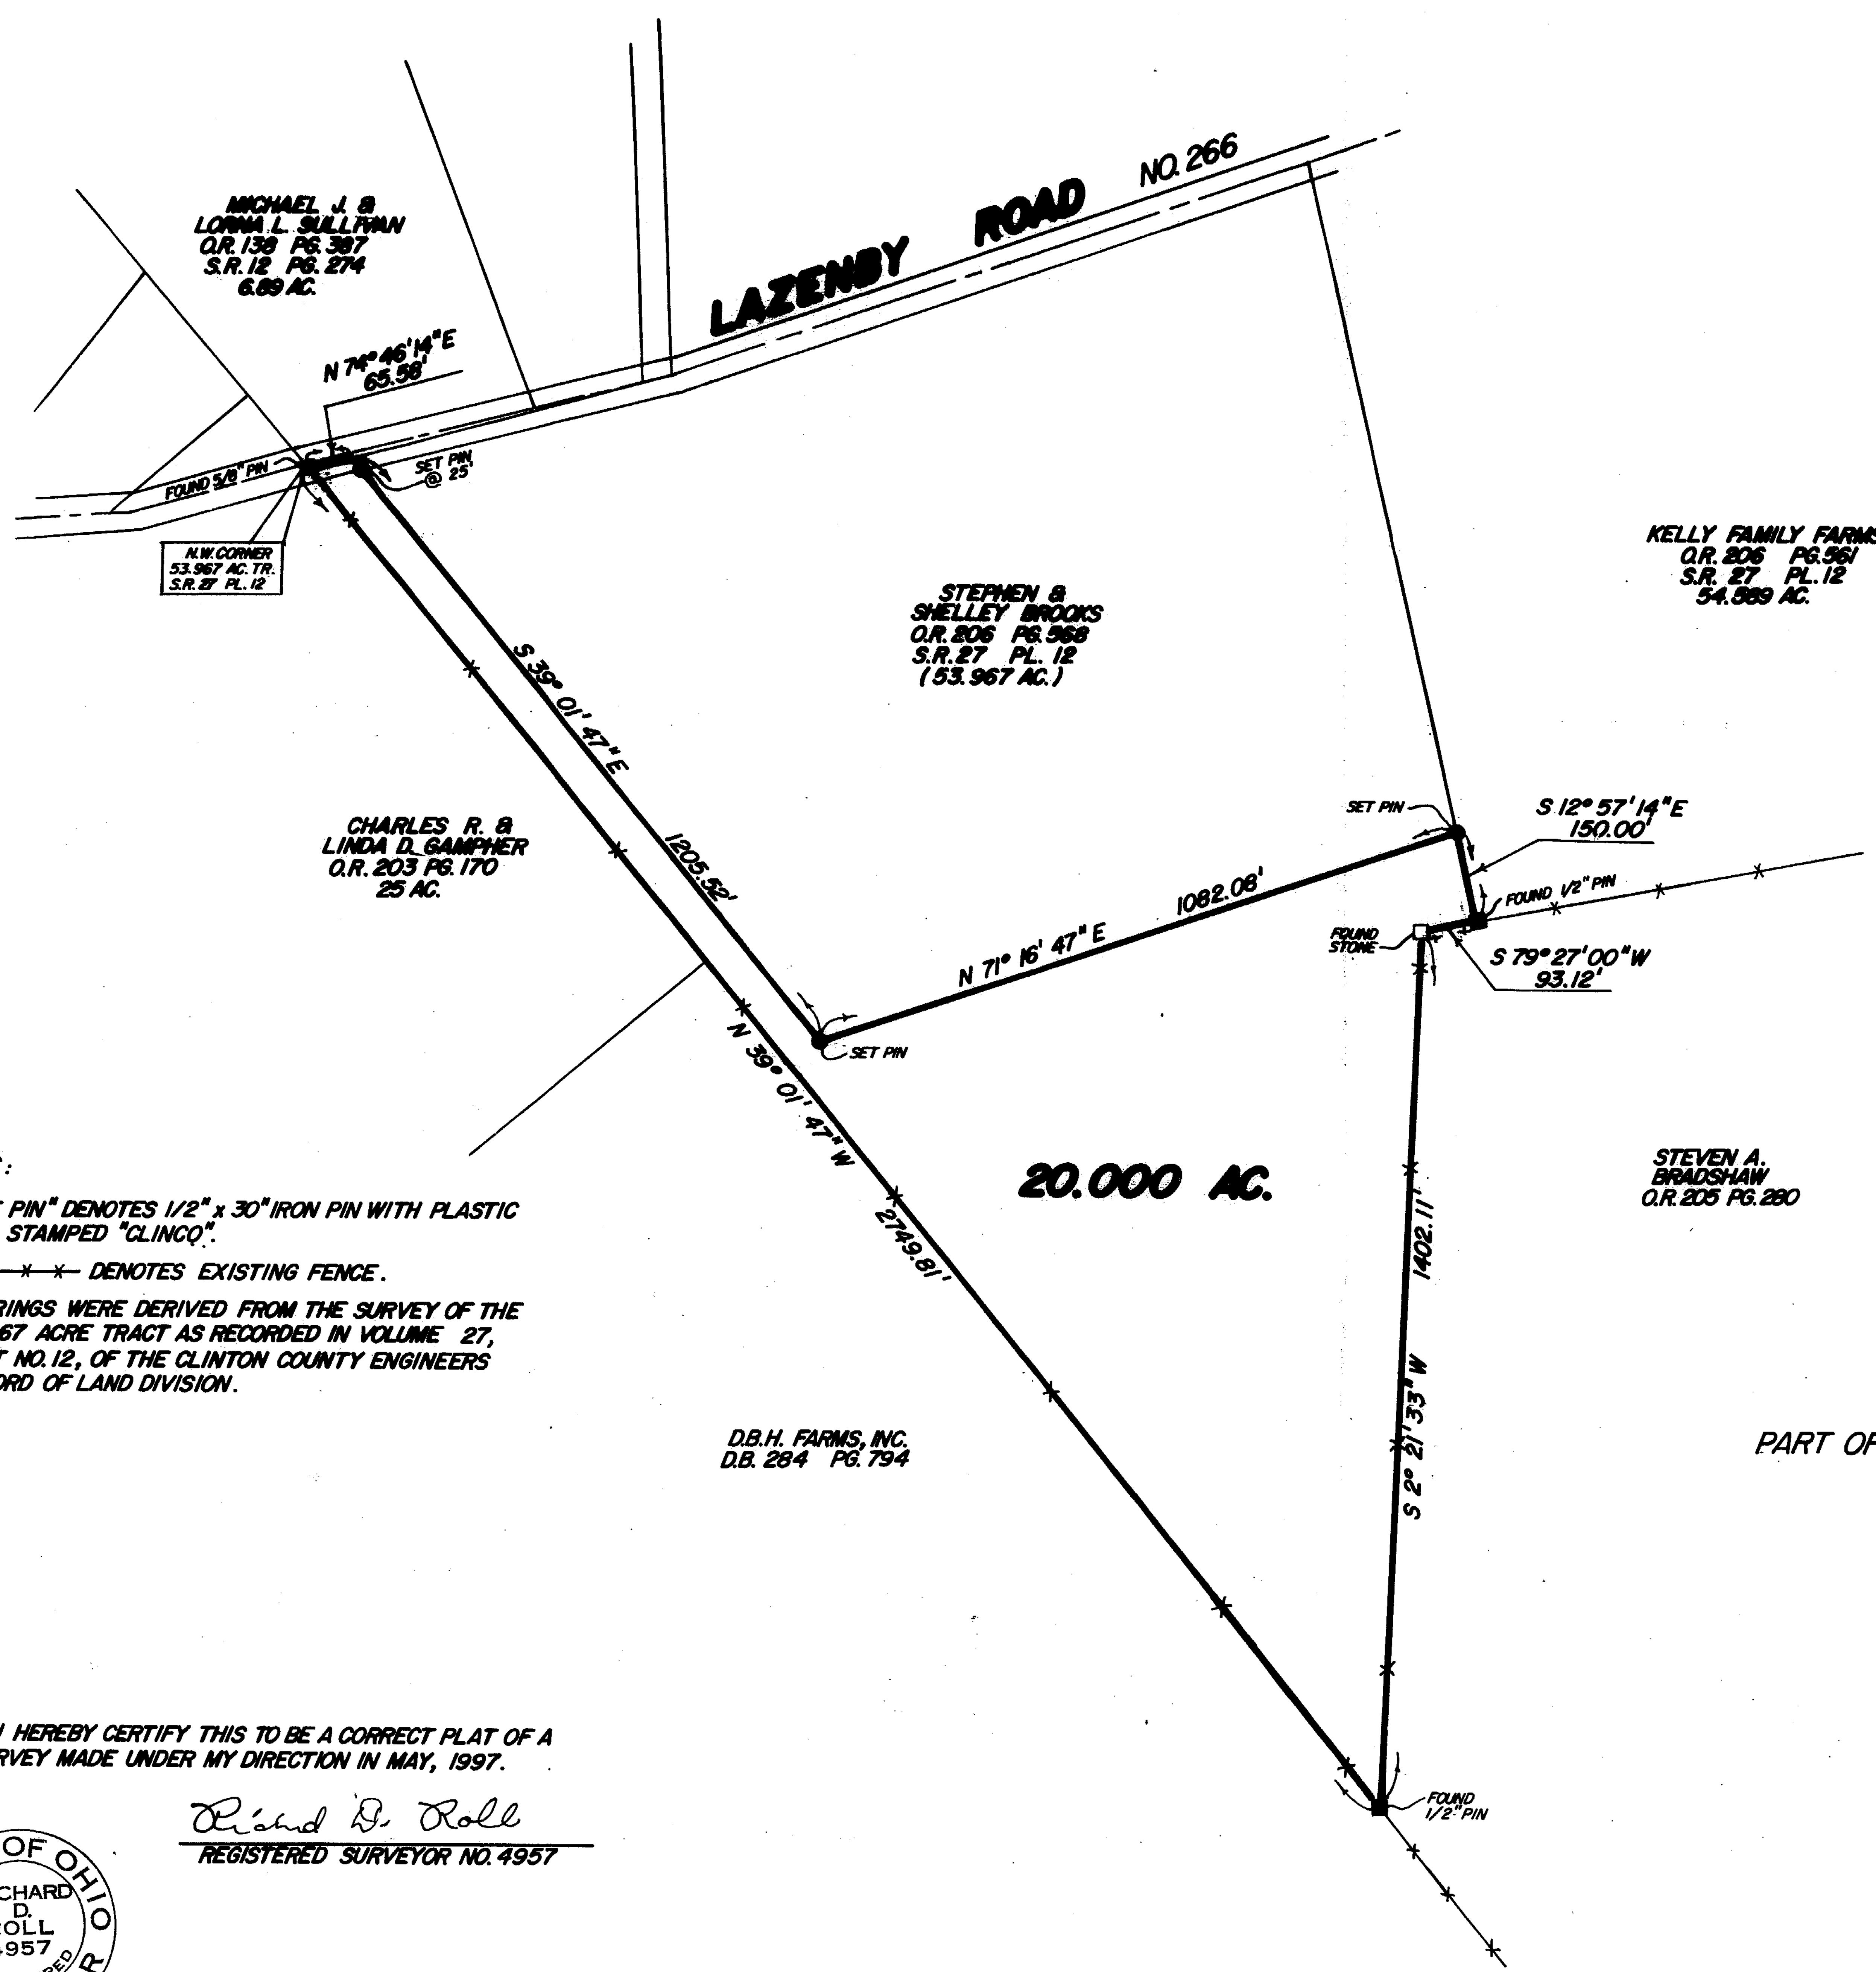 NO. 266
LAZENBY ROAD
MICHAEL J. &
LORNA L. SULLIVAN
O.R. 138 PG. 387
S.R. 12 PG. 274
6.89 AC.
N 74° 46' 14" E
65.58'
FOUND 5/8" PIN
SET PIN
@ 25'
N.W. CORNER
53.967 AC. TR.
S.R. 27 PL. 12
KELLY FAMILY FARMS
O.R. 206 PG. 561
S.R. 27 PL. 12
54.589 AC.
STEPHEN &
SHELLEY BROOKS
O.R. 206 PG. 568
S.R. 27 PL. 12
(53.967 AC.)
S 39° 01' 47" E
1205.52'
CHARLES R. &
LINDA D. GAMPHER
O.R. 203 PG. 170
25 AC.
SET PIN
S 12° 57' 14" E
150.00'
1082.08'
N 71° 16' 47" E
FOUND 1/2" PIN
FOUND
STONE
S 79° 27' 00" W
93.12'
SET PIN
N 39° 01' 47" W
2749.81'
20.000 AC.
STEVEN A.
BRADSHAW
O.R. 205 PG. 280
1402.11'
S 2° 21' 33" W
:
PIN" DENOTES 1/2" x 30" IRON PIN WITH PLASTIC
STAMPED "CLINCO".
DENOTES EXISTING FENCE.
RINGS WERE DERIVED FROM THE SURVEY OF THE
67 ACRE TRACT AS RECORDED IN VOLUME 27,
T NO. 12, OF THE CLINTON COUNTY ENGINEERS
ORD OF LAND DIVISION.
D.B.H. FARMS, INC.
D.B. 284 PG. 794
PART OF
I HEREBY CERTIFY THIS TO BE A CORRECT PLAT OF A
RVEY MADE UNDER MY DIRECTION IN MAY, 1997.
Richard D. Roll
REGISTERED SURVEYOR NO. 4957
FOUND
1/2" PIN
OF OHIO
CHARD
D.
OLL
4957